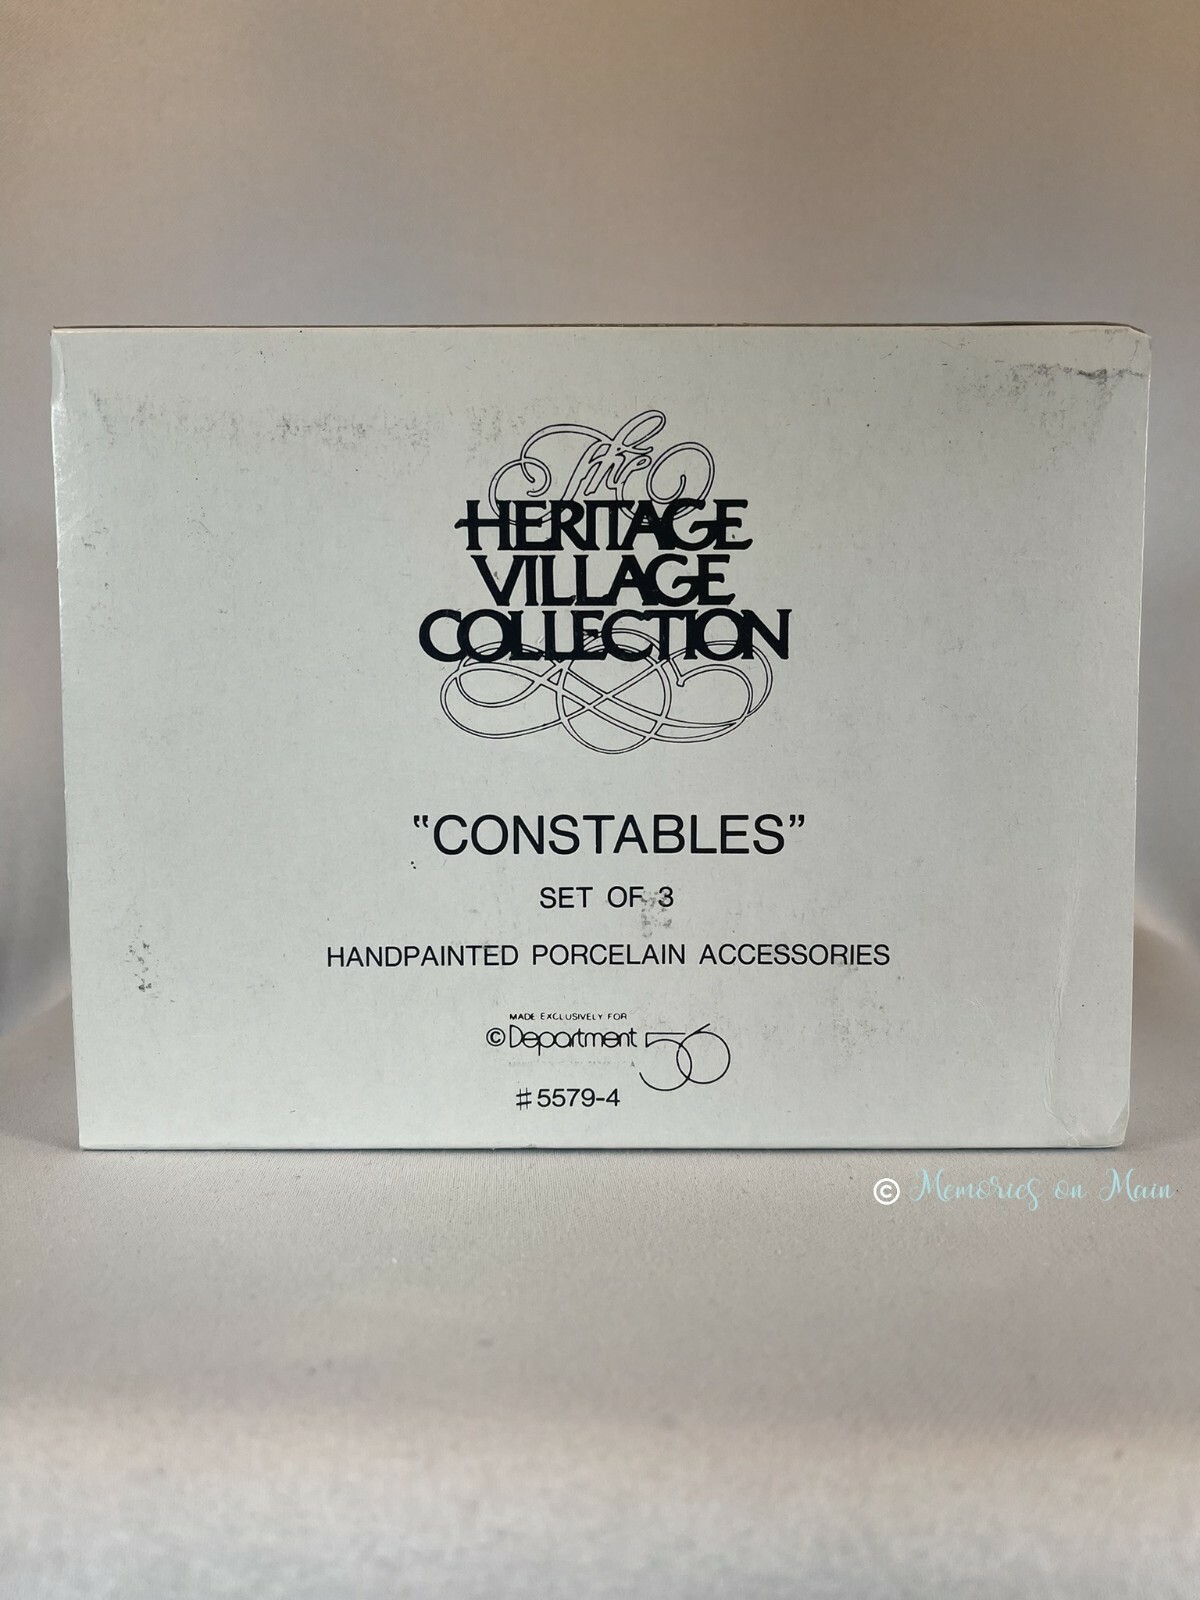 The
HERITAGE
VILLAGE
COLLECTION
"CONSTABLES"
SET OF 3
HANDPAINTED PORCELAIN ACCESSORIES
MADE EXCLUSIVELY FOR
© Department 56
#5579-4
© Memories on Main